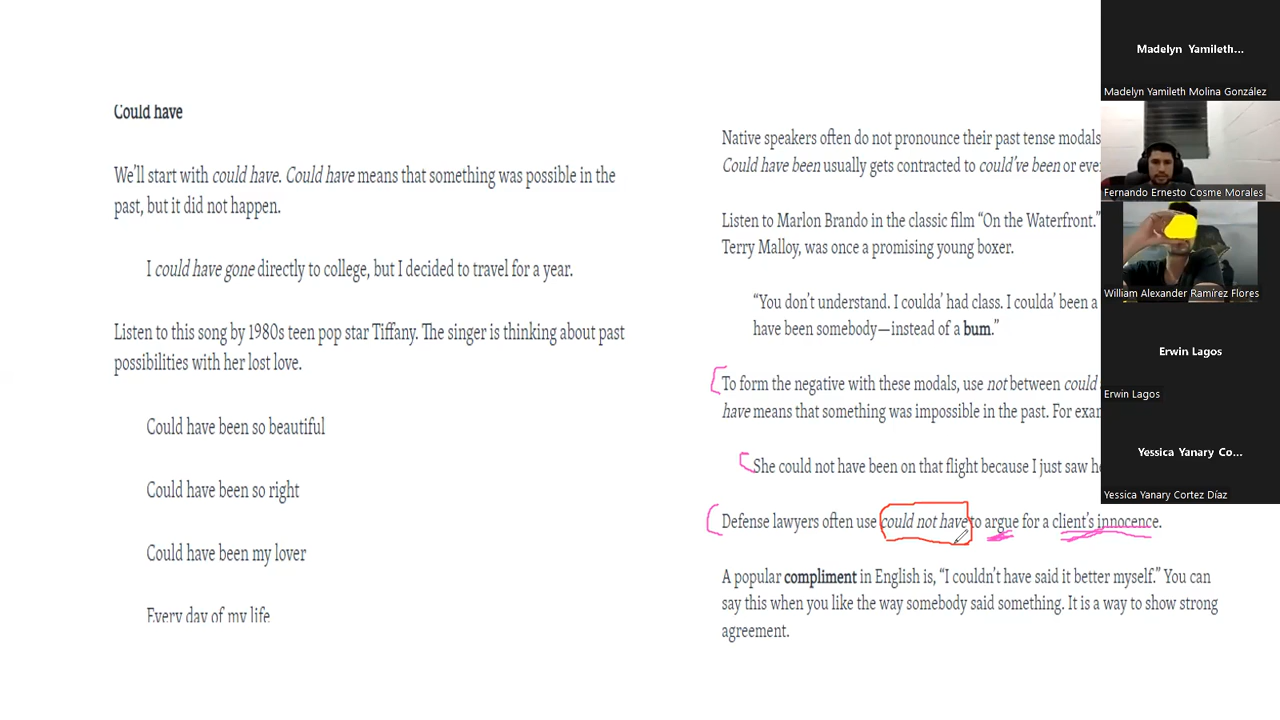 Could have
We'll start with could have. Could have means that something was possible in the
past, but it did not happen.
I could have gone directly to college, but I decided to travel for a year.
Listen to this song by 1980s teen pop star Tiffany. The singer is thinking about past
possibilities with her lost love.
Could have been so beautiful
Could have been so right
Could have been my lover
Every day of my life
Native speakers often do not pronounce their past tense modals
Could have been usually gets contracted to could've been or
Listen to Marlon Brando in the classic film “On the Waterfront.”
Terry Malloy, was once a promising young boxer.
“You don't understand. I coulda' had class. I coulda' been a
have been somebody—instead of a bum.”
To form the negative with these modals, use not between could
have means that something was impossible in the past. For
She could not have been on that flight because I just saw
Defense lawyers often use could not have to argue for a client's innocence.
A popular compliment in English is, “I couldn't have said it better myself.” You can
say this when you like the way somebody said something. It is a way to show strong
agreement.
Madelyn Yamileth...
Madelyn Yamileth Molina González
Fernando Ernesto Cosme Morales
William Alexander Ramírez Flores
Erwin Lagos
Erwin Lagos
Yessica Yanary Co...
Yessica Yanary Cortez Díaz